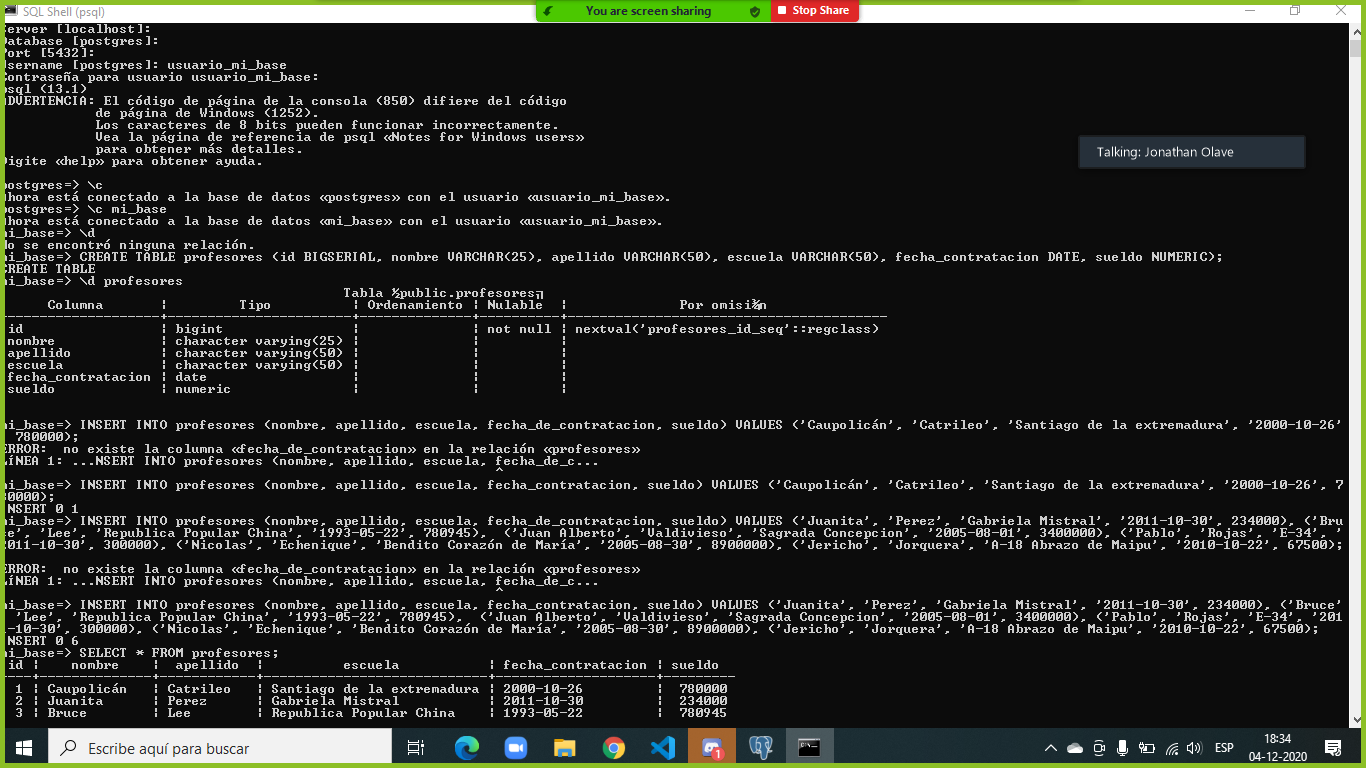 SQL Shell (psql)
You are screen sharing
Stop Share
Server [localhost]:
Database [postgres]:
Port [5432]:
Username [postgres]: usuario_mi_base
Contraseña para usuario usuario_mi_base:
psql (13.1)
ADVERTENCIA: El código de página de la consola (850) difiere del código
de página de Windows (1252).
Los caracteres de 8 bits pueden funcionar incorrectamente.
Vea la página de referencia de psql «Notes for Windows users»
para obtener más detalles.
Digite «help» para obtener ayuda.
Talking: Jonathan Olave
postgres=> \c
Ahora está conectado a la base de datos «postgres» con el usuario «usuario_mi_base».
postgres=> \c mi_base
Ahora está conectado a la base de datos «mi_base» con el usuario «usuario_mi_base».
mi_base=> \d
No se encontró ninguna relación.
mi_base=> CREATE TABLE profesores (id BIGSERIAL, nombre VARCHAR(25), apellido VARCHAR(50), escuela VARCHAR(50), fecha_contratacion DATE, sueldo NUMERIC);
CREATE TABLE
mi_base=> \d profesores
Tabla ½public.profesores╗
Columna | Tipo | Ordenamiento | Nulable | Por omisi¾n
id | bigint | | not null | nextval('profesores_id_seq'::regclass)
nombre | character varying(25) | | |
apellido | character varying(50) | | |
escuela | character varying(50) | | |
fecha_contratacion | date | | |
sueldo | numeric | | |
mi_base=> INSERT INTO profesores (nombre, apellido, escuela, fecha_de_contratacion, sueldo) VALUES ('Caupolicán', 'Catrileo', 'Santiago de la extremadura', '2000-10-26'
, 780000);
ERROR: no existe la columna «fecha_de_contratacion» en la relación «profesores»
LÍNEA 1: ...NSERT INTO profesores (nombre, apellido, escuela, fecha_de_c...
^
mi_base=> INSERT INTO profesores (nombre, apellido, escuela, fecha_contratacion, sueldo) VALUES ('Caupolicán', 'Catrileo', 'Santiago de la extremadura', '2000-10-26', 7
80000);
INSERT 0 1
mi_base=> INSERT INTO profesores (nombre, apellido, escuela, fecha_de_contratacion, sueldo) VALUES ('Juanita', 'Perez', 'Gabriela Mistral', '2011-10-30', 234000), ('Bru
ce', 'Lee', 'Republica Popular China', '1993-05-22', 780945), ('Juan Alberto', 'Valdivieso', 'Sagrada Concepcion', '2005-08-01', 3400000), ('Pablo', 'Rojas', 'E-34', '
2011-10-30', 300000), ('Nicolas', 'Echenique', 'Bendito Corazón de María', '2005-08-30', 8900000), ('Jericho', 'Jorquera', 'A-18 Abrazo de Maipu', '2010-10-22', 67500);
ERROR: no existe la columna «fecha_de_contratacion» en la relación «profesores»
LÍNEA 1: ...NSERT INTO profesores (nombre, apellido, escuela, fecha_de_c...
^
mi_base=> INSERT INTO profesores (nombre, apellido, escuela, fecha_contratacion, sueldo) VALUES ('Juanita', 'Perez', 'Gabriela Mistral', '2011-10-30', 234000), ('Bruce'
, 'Lee', 'Republica Popular China', '1993-05-22', 780945), ('Juan Alberto', 'Valdivieso', 'Sagrada Concepcion', '2005-08-01', 3400000), ('Pablo', 'Rojas', 'E-34', '201
1-10-30', 300000), ('Nicolas', 'Echenique', 'Bendito Corazón de María', '2005-08-30', 8900000), ('Jericho', 'Jorquera', 'A-18 Abrazo de Maipu', '2010-10-22', 67500);
INSERT 0 6
mi_base=> SELECT * FROM profesores;
id | nombre | apellido | escuela | fecha_contratacion | sueldo
1 | Caupolicán | Catrileo | Santiago de la extremadura | 2000-10-26 | 780000
2 | Juanita | Perez | Gabriela Mistral | 2011-10-30 | 234000
3 | Bruce | Lee | Republica Popular China | 1993-05-22 | 780945
Escribe aquí para buscar
1
ESP
18:34
04-12-2020